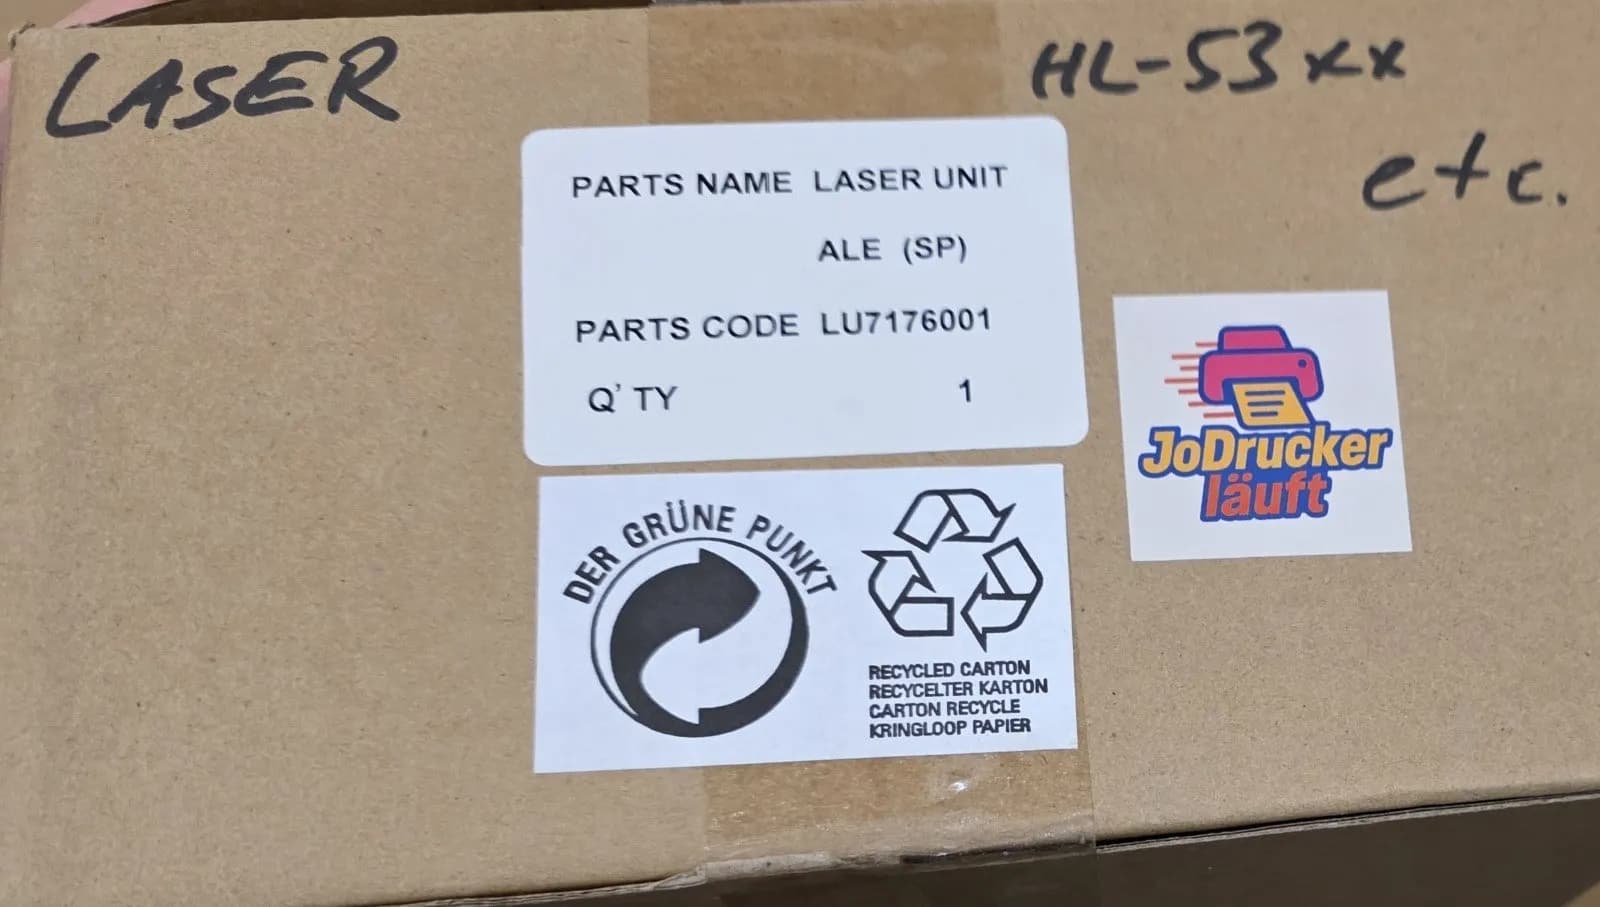 LASER
HL-53xx
etc.
PARTS NAME LASER UNIT
ALE (SP)
PARTS CODE LU7176001
Q'TY 1
JoDrucker
läuft
DER GRÜNE PUNKT
RECYCLED CARTON
RECYCELTER KARTON
CARTON RECYCLE
KRINGLOOP PAPIER